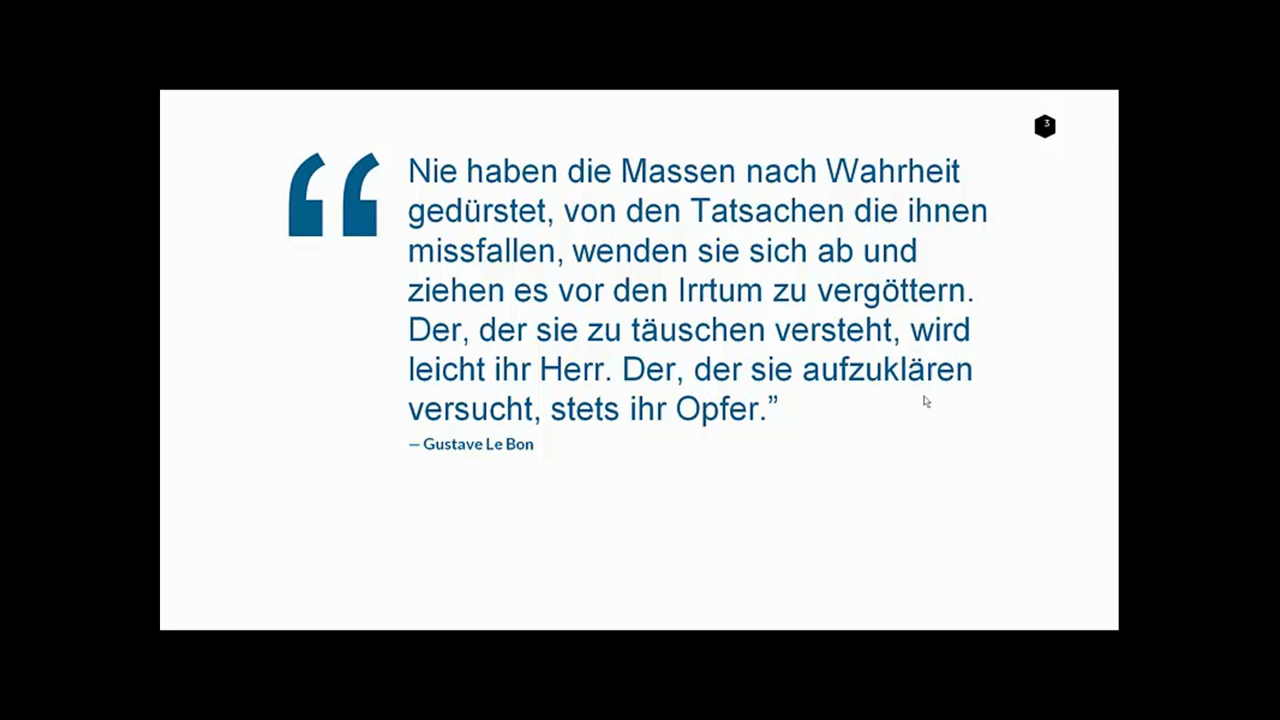 3
“
Nie haben die Massen nach Wahrheit
gedürstet, von den Tatsachen die ihnen
missfallen, wenden sie sich ab und
ziehen es vor den Irrtum zu vergöttern.
Der, der sie zu täuschen versteht, wird
leicht ihr Herr. Der, der sie aufzuklären
versucht, stets ihr Opfer.”
— Gustave Le Bon